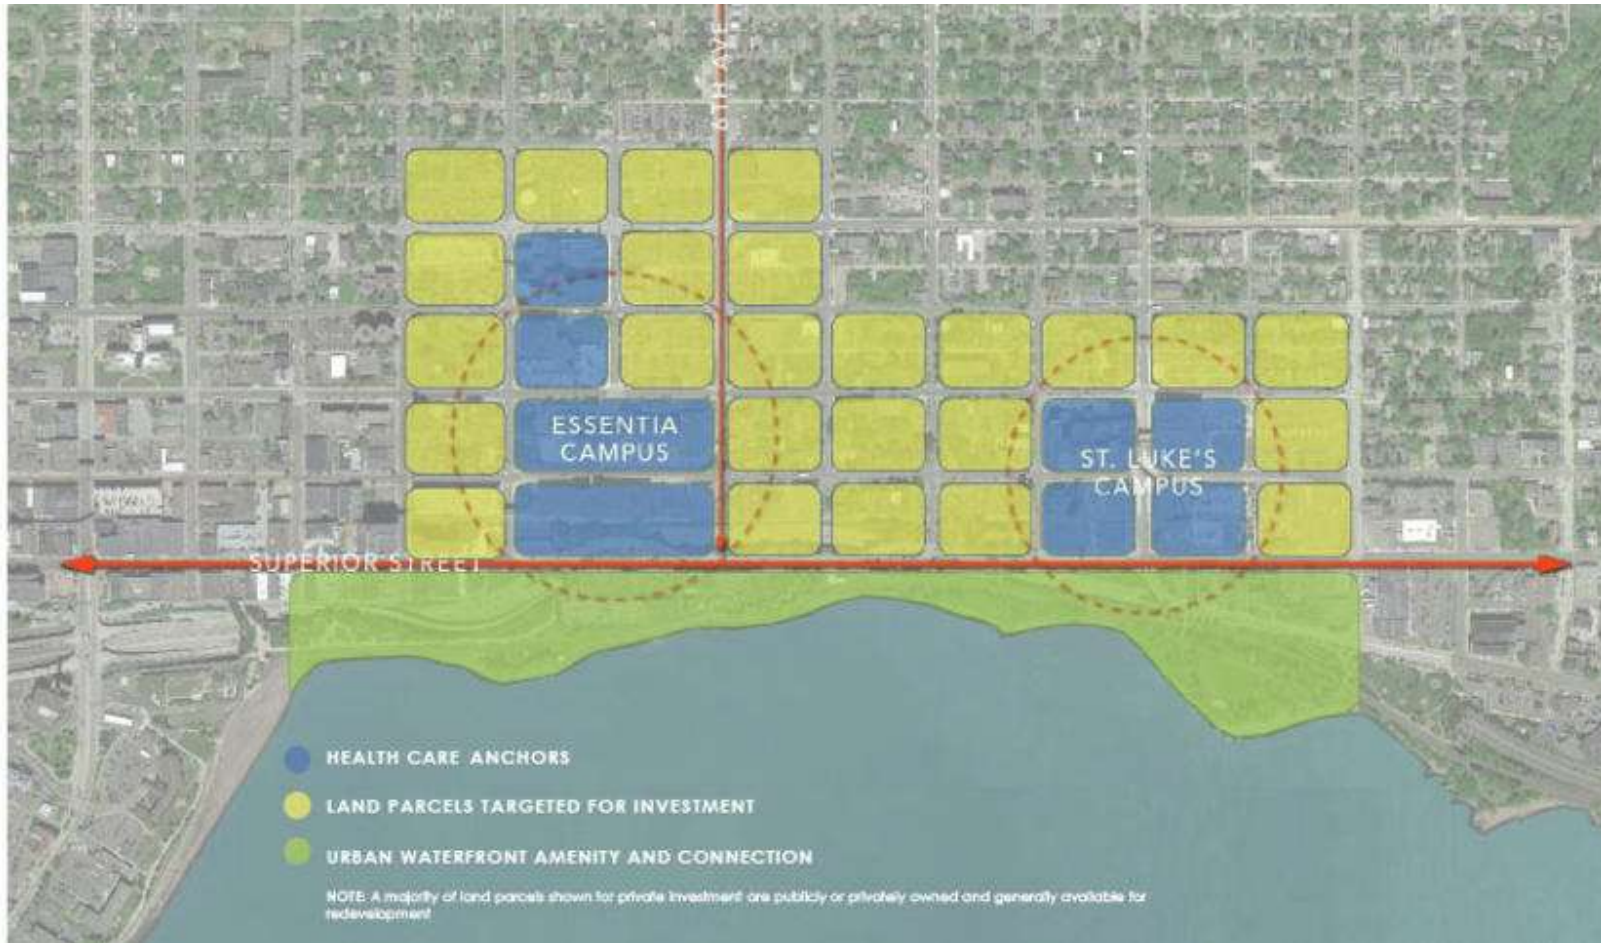 6TH AVE
ESSENTIA
CAMPUS
ST. LUKE'S
CAMPUS
SUPERIOR STREET
HEALTH CARE ANCHORS
LAND PARCELS TARGETED FOR INVESTMENT
URBAN WATERFRONT AMENITY AND CONNECTION
NOTE: A majority of land parcels shown for private investment are publicly or privately owned and generally available for
redevelopment